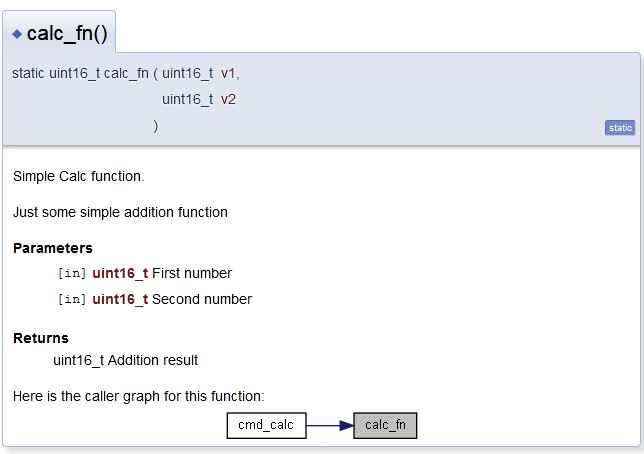 calc_fn()
static uint16_t calc_fn ( uint16_t v1,
uint16_t v2
)
static
Simple Calc function.
Just some simple addition function
Parameters
[in] uint16_t First number
[in] uint16_t Second number
Returns
uint16_t Addition result
Here is the caller graph for this function:
cmd_calc calc_fn